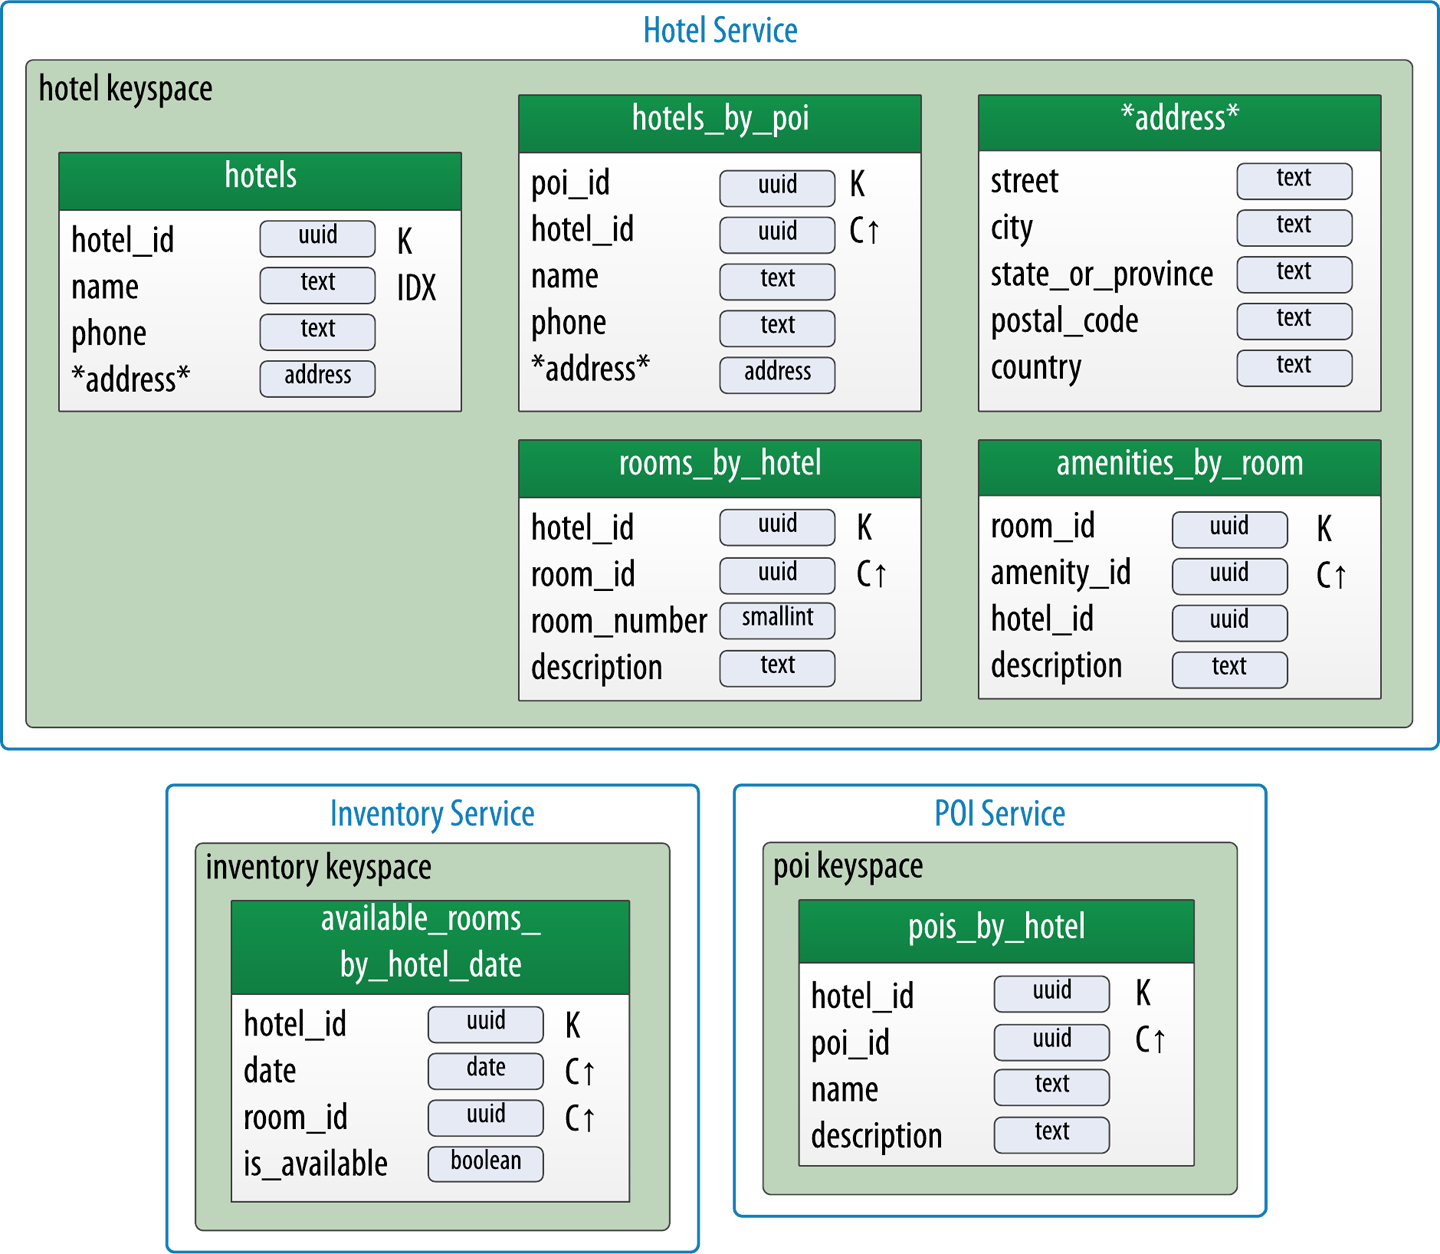 Hotel Service
hotel keyspace
hotels
hotel_id uuid K
name text IDX
phone text
*address* address
hotels_by_poi
poi_id uuid K
hotel_id uuid C↑
name text
phone text
*address* address
*address*
street text
city text
state_or_province text
postal_code text
country text
rooms_by_hotel
hotel_id uuid K
room_id uuid C↑
room_number smallint
description text
amenities_by_room
room_id uuid K
amenity_id uuid C↑
hotel_id uuid
description text
Inventory Service
inventory keyspace
available_rooms_
by_hotel_date
hotel_id uuid K
date date C↑
room_id uuid C↑
is_available boolean
POI Service
poi keyspace
pois_by_hotel
hotel_id uuid K
poi_id uuid C↑
name text
description text